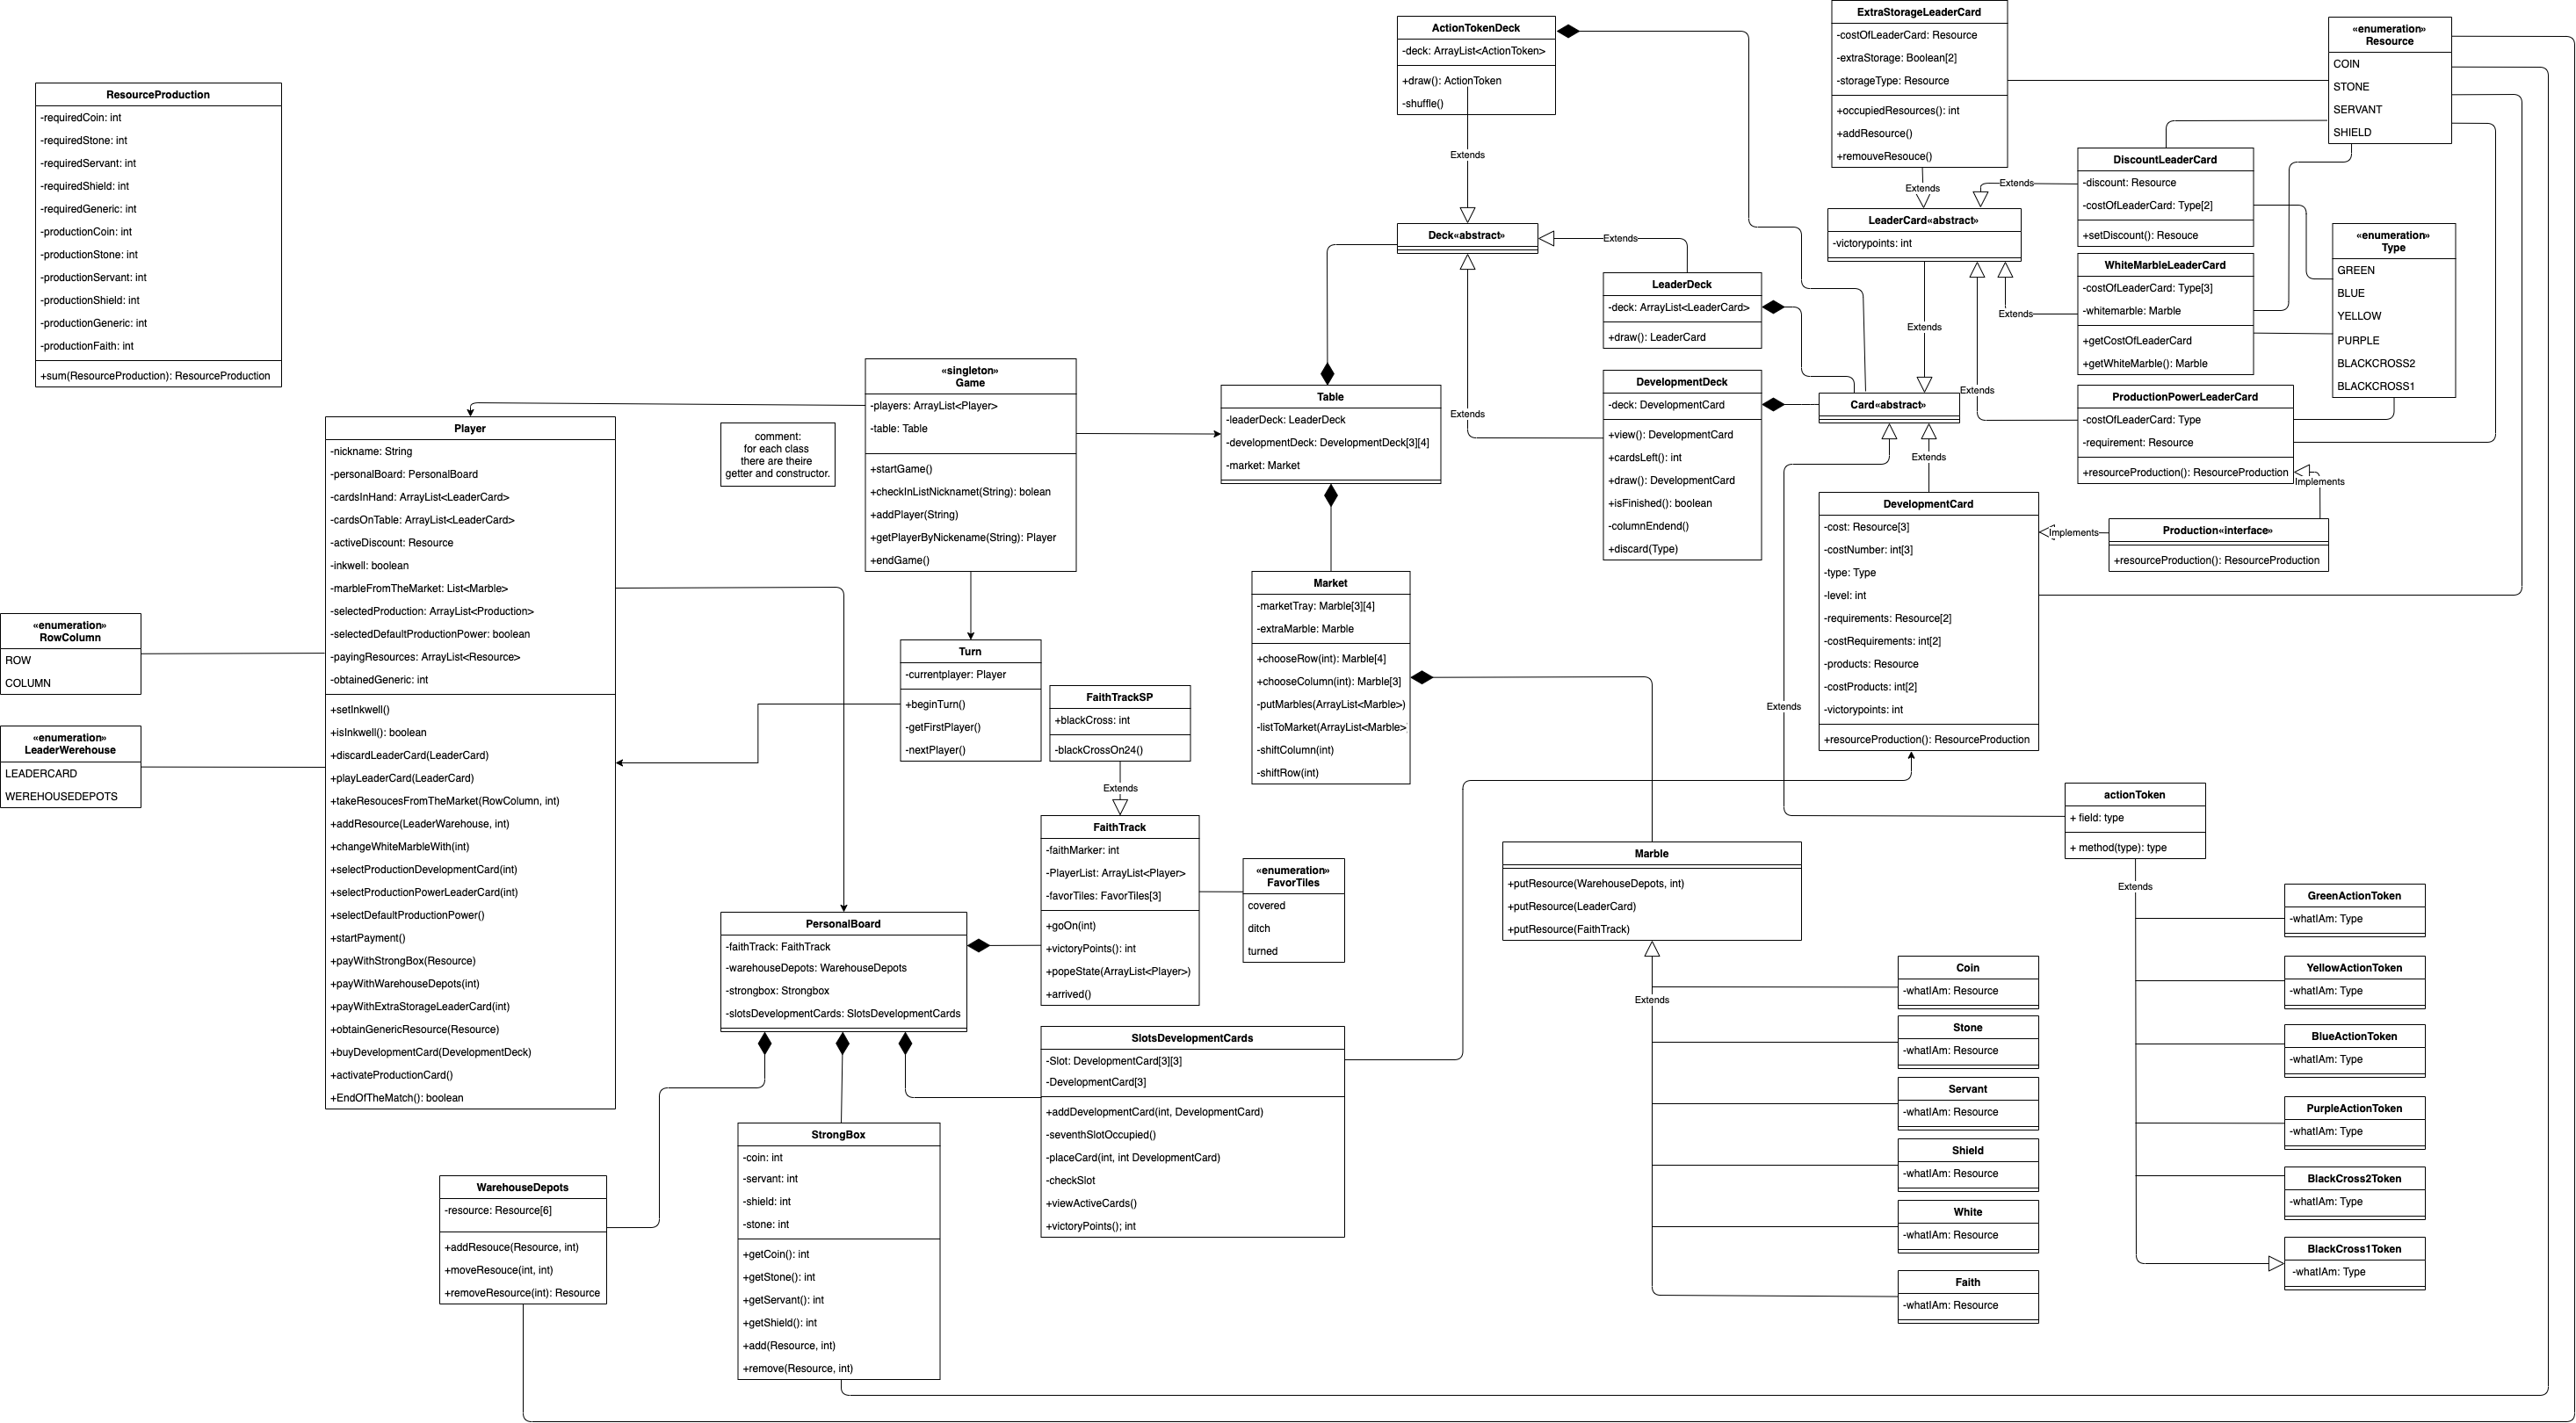 ResourceProduction
-requiredCoin: int
-requiredStone: int
-requiredServant: int
-requiredShield: int
-requiredGeneric: int
-productionCoin: int
-productionStone: int
-productionServant: int
-productionShield: int
-productionGeneric: int
-productionFaith: int
+sum(ResourceProduction): ResourceProduction
«enumeration»
RowColumn
ROW
COLUMN
«enumeration»
LeaderWerehouse
LEADERCARD
WEREHOUSEDEPOTS
Player
-nickname: String
-personalBoard: PersonalBoard
-cardsInHand: ArrayList<LeaderCard>
-cardsOnTable: ArrayList<LeaderCard>
-activeDiscount: Resource
-inkwell: boolean
-marbleFromTheMarket: List<Marble>
-selectedProduction: ArrayList<Production>
-selectedDefaultProductionPower: boolean
-payingResources: ArrayList<Resource>
-obtainedGeneric: int
+setInkwell()
+isInkwell(): boolean
+discardLeaderCard(LeaderCard)
+playLeaderCard(LeaderCard)
+takeResoucesFromTheMarket(RowColumn, int)
+addResource(LeaderWarehouse, int)
+changeWhiteMarbleWith(int)
+selectProductionDevelopmentCard(int)
+selectProductionPowerLeaderCard(int)
+selectDefaultProductionPower()
+startPayment()
+payWithStrongBox(Resource)
+payWithWarehouseDepots(int)
+payWithExtraStorageLeaderCard(int)
+obtainGenericResource(Resource)
+buyDevelopmentCard(DevelopmentDeck)
+activateProductionCard()
+EndOfTheMatch(): boolean
comment:
for each class
there are theire
getter and constructor.
«singleton»
Game
-players: ArrayList<Player>
-table: Table
+startGame()
+checkInListNicknamet(String): bolean
+addPlayer(String)
+getPlayerByNickename(String): Player
+endGame()
Turn
-currentplayer: Player
+beginTurn()
-getFirstPlayer()
-nextPlayer()
FaithTrackSP
+blackCross: int
-blackCrossOn24()
Extends
FaithTrack
-faithMarker: int
-PlayerList: ArrayList<Player>
-favorTiles: FavorTiles[3]
+goOn(int)
+victoryPoints(): int
+popeState(ArrayList<Player>)
+arrived()
«enumeration»
FavorTiles
covered
ditch
turned
PersonalBoard
-faithTrack: FaithTrack
-warehouseDepots: WarehouseDepots
-strongbox: Strongbox
-slotsDevelopmentCards: SlotsDevelopmentCards
WarehouseDepots
-resource: Resource[6]
+addResouce(Resource, int)
+moveResouce(int, int)
+removeResource(int): Resource
StrongBox
-coin: int
-servant: int
-shield: int
-stone: int
+getCoin(): int
+getStone(): int
+getServant(): int
+getShield(): int
+add(Resource, int)
+remove(Resource, int)
SlotsDevelopmentCards
-Slot: DevelopmentCard[3][3]
-DevelopmentCard[3]
+addDevelopmentCard(int, DevelopmentCard)
-seventhSlotOccupied()
-placeCard(int, int DevelopmentCard)
-checkSlot
+viewActiveCards()
+victoryPoints(); int
Table
-leaderDeck: LeaderDeck
-developmentDeck: DevelopmentDeck[3][4]
-market: Market
Market
-marketTray: Marble[3][4]
-extraMarble: Marble
+chooseRow(int): Marble[4]
+chooseColumn(int): Marble[3]
-putMarbles(ArrayList<Marble>)
-listToMarket(ArrayList<Marble>
-shiftColumn(int)
-shiftRow(int)
ActionTokenDeck
-deck: ArrayList<ActionToken>
+draw(): ActionToken
-shuffle()
Extends
Deck«abstract»
Extends
LeaderDeck
-deck: ArrayList<LeaderCard>
+draw(): LeaderCard
DevelopmentDeck
-deck: DevelopmentCard
+view(): DevelopmentCard
+cardsLeft(): int
+draw(): DevelopmentCard
+isFinished(): boolean
-columnEndend()
+discard(Type)
Extends
ExtraStorageLeaderCard
-costOfLeaderCard: Resource
-extraStorage: Boolean[2]
-storageType: Resource
+occupiedResources(): int
+addResource()
+remouveResouce()
Extends
Extends
LeaderCard«abstract»
-victorypoints: int
Extends
Extends
Extends
Card«abstract»
Extends
Extends
«enumeration»
Resource
COIN
STONE
SERVANT
SHIELD
DiscountLeaderCard
-discount: Resource
-costOfLeaderCard: Type[2]
+setDiscount(): Resouce
WhiteMarbleLeaderCard
-costOfLeaderCard: Type[3]
-whitemarble: Marble
+getCostOfLeaderCard
+getWhiteMarble(): Marble
«enumeration»
Type
GREEN
BLUE
YELLOW
PURPLE
BLACKCROSS2
BLACKCROSS1
ProductionPowerLeaderCard
-costOfLeaderCard: Type
-requirement: Resource
+resourceProduction(): ResourceProduction
Implements
Production«interface»
+resourceProduction(): ResourceProduction
Implements
DevelopmentCard
-cost: Resource[3]
-costNumber: int[3]
-type: Type
-level: int
-requirements: Resource[2]
-costRequirements: int[2]
-products: Resource
-costProducts: int[2]
-victorypoints: int
+resourceProduction(): ResourceProduction
actionToken
+ field: type
+ method(type): type
Extends
Marble
+putResource(WarehouseDepots, int)
+putResource(LeaderCard)
+putResource(FaithTrack)
Extends
Coin
-whatIAm: Resource
Stone
-whatIAm: Resource
Servant
-whatIAm: Resource
Shield
-whatIAm: Resource
White
-whatIAm: Resource
Faith
-whatIAm: Resource
GreenActionToken
-whatIAm: Type
YellowActionToken
-whatIAm: Type
BlueActionToken
-whatIAm: Type
PurpleActionToken
-whatIAm: Type
BlackCross2Token
-whatIAm: Type
BlackCross1Token
-whatIAm: Type